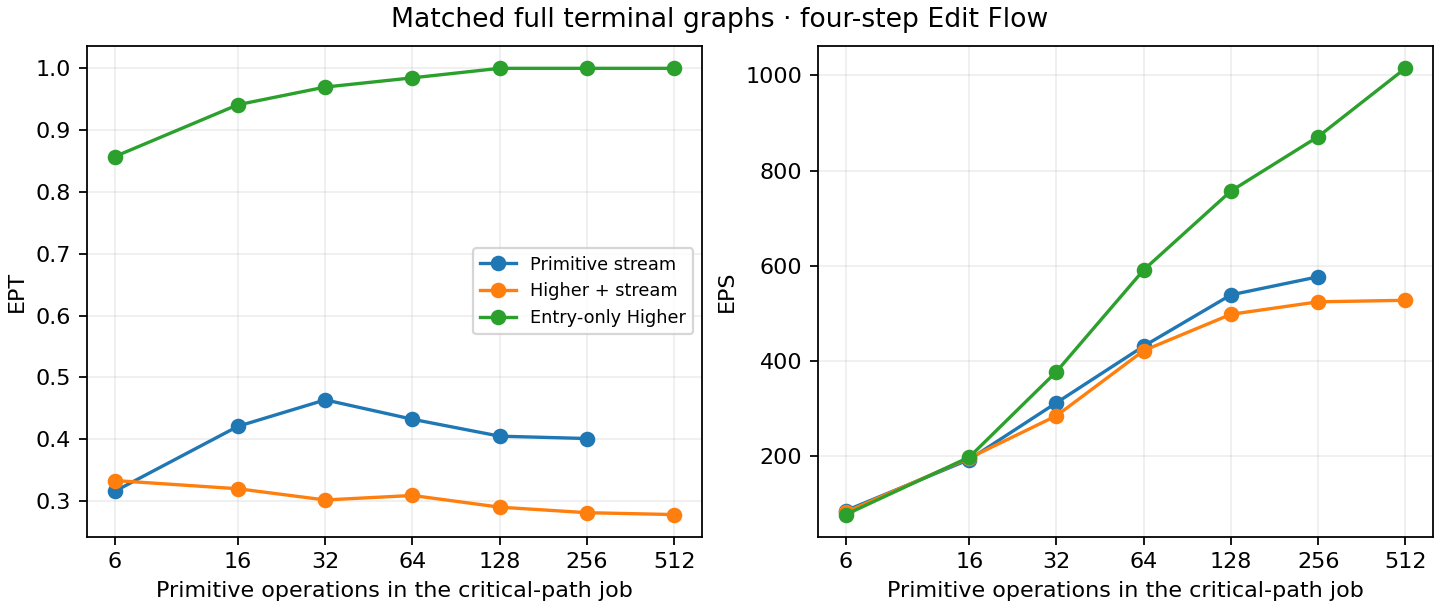 Matched full terminal graphs · four-step Edit Flow
EPT
1.0
0.9
0.8
0.7
0.6
0.5
0.4
0.3
Primitive stream
Higher + stream
Entry-only Higher
6 16 32 64 128 256 512
Primitive operations in the critical-path job
EPS
1000
800
600
400
200
6 16 32 64 128 256 512
Primitive operations in the critical-path job